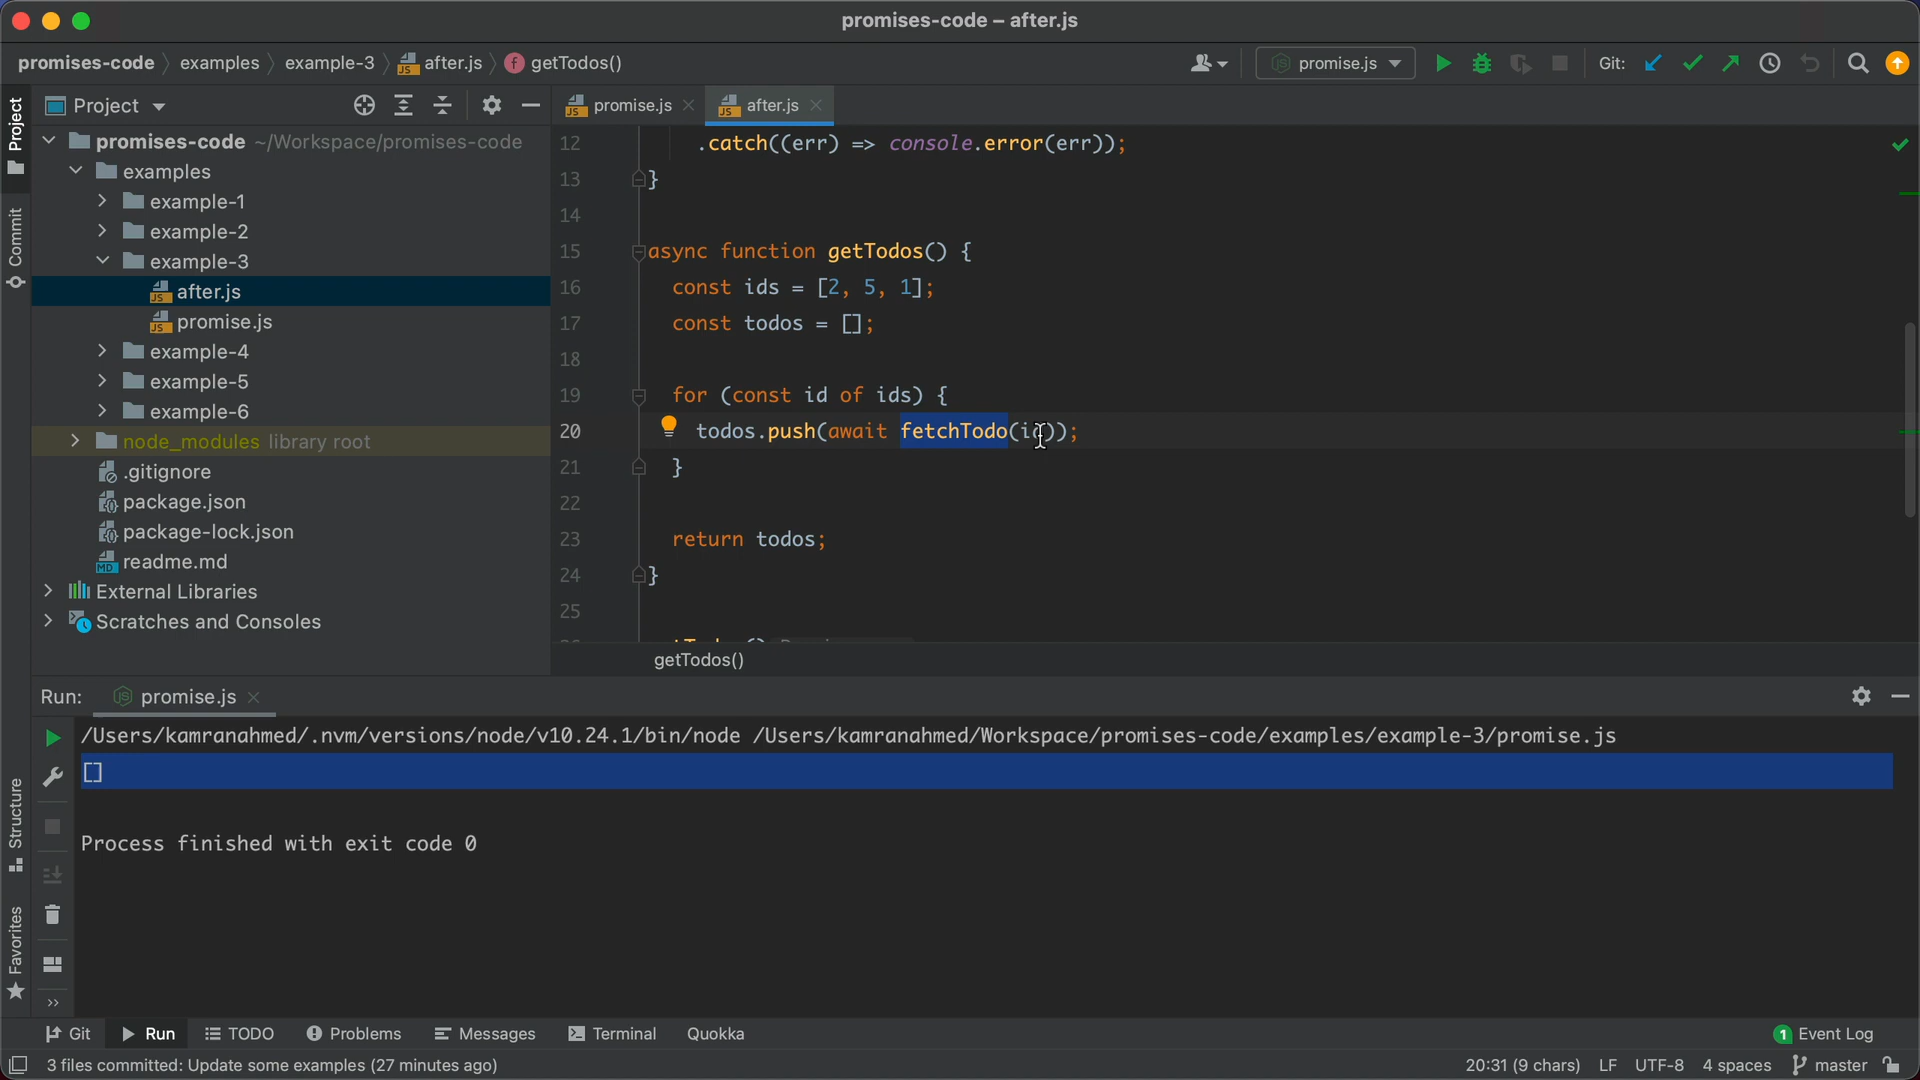 promises-code – after.js
promises-code examples example-3 after.js getTodos()
promise.js
Git:
Project
promise.js
after.js
Project
Commit
Structure
Favorites
promises-code ~/Workspace/promises-code
examples
example-1
example-2
example-3
after.js
promise.js
example-4
example-5
example-6
node_modules library root
.gitignore
package.json
package-lock.json
readme.md
External Libraries
Scratches and Consoles
12 .catch((err) => console.error(err));
13 }
14
15 async function getTodos() {
16 const ids = [2, 5, 1];
17 const todos = [];
18
19 for (const id of ids) {
20 todos.push(await fetchTodo(id));
21 }
22
23 return todos;
24 }
25
getTodos()
Run: promise.js
/Users/kamranahmed/.nvm/versions/node/v10.24.1/bin/node /Users/kamranahmed/Workspace/promises-code/examples/example-3/promise.js
[]
Process finished with exit code 0
Git Run TODO Problems Messages Terminal Quokka
1 Event Log
3 files committed: Update some examples (27 minutes ago)
20:31 (9 chars) LF UTF-8 4 spaces master